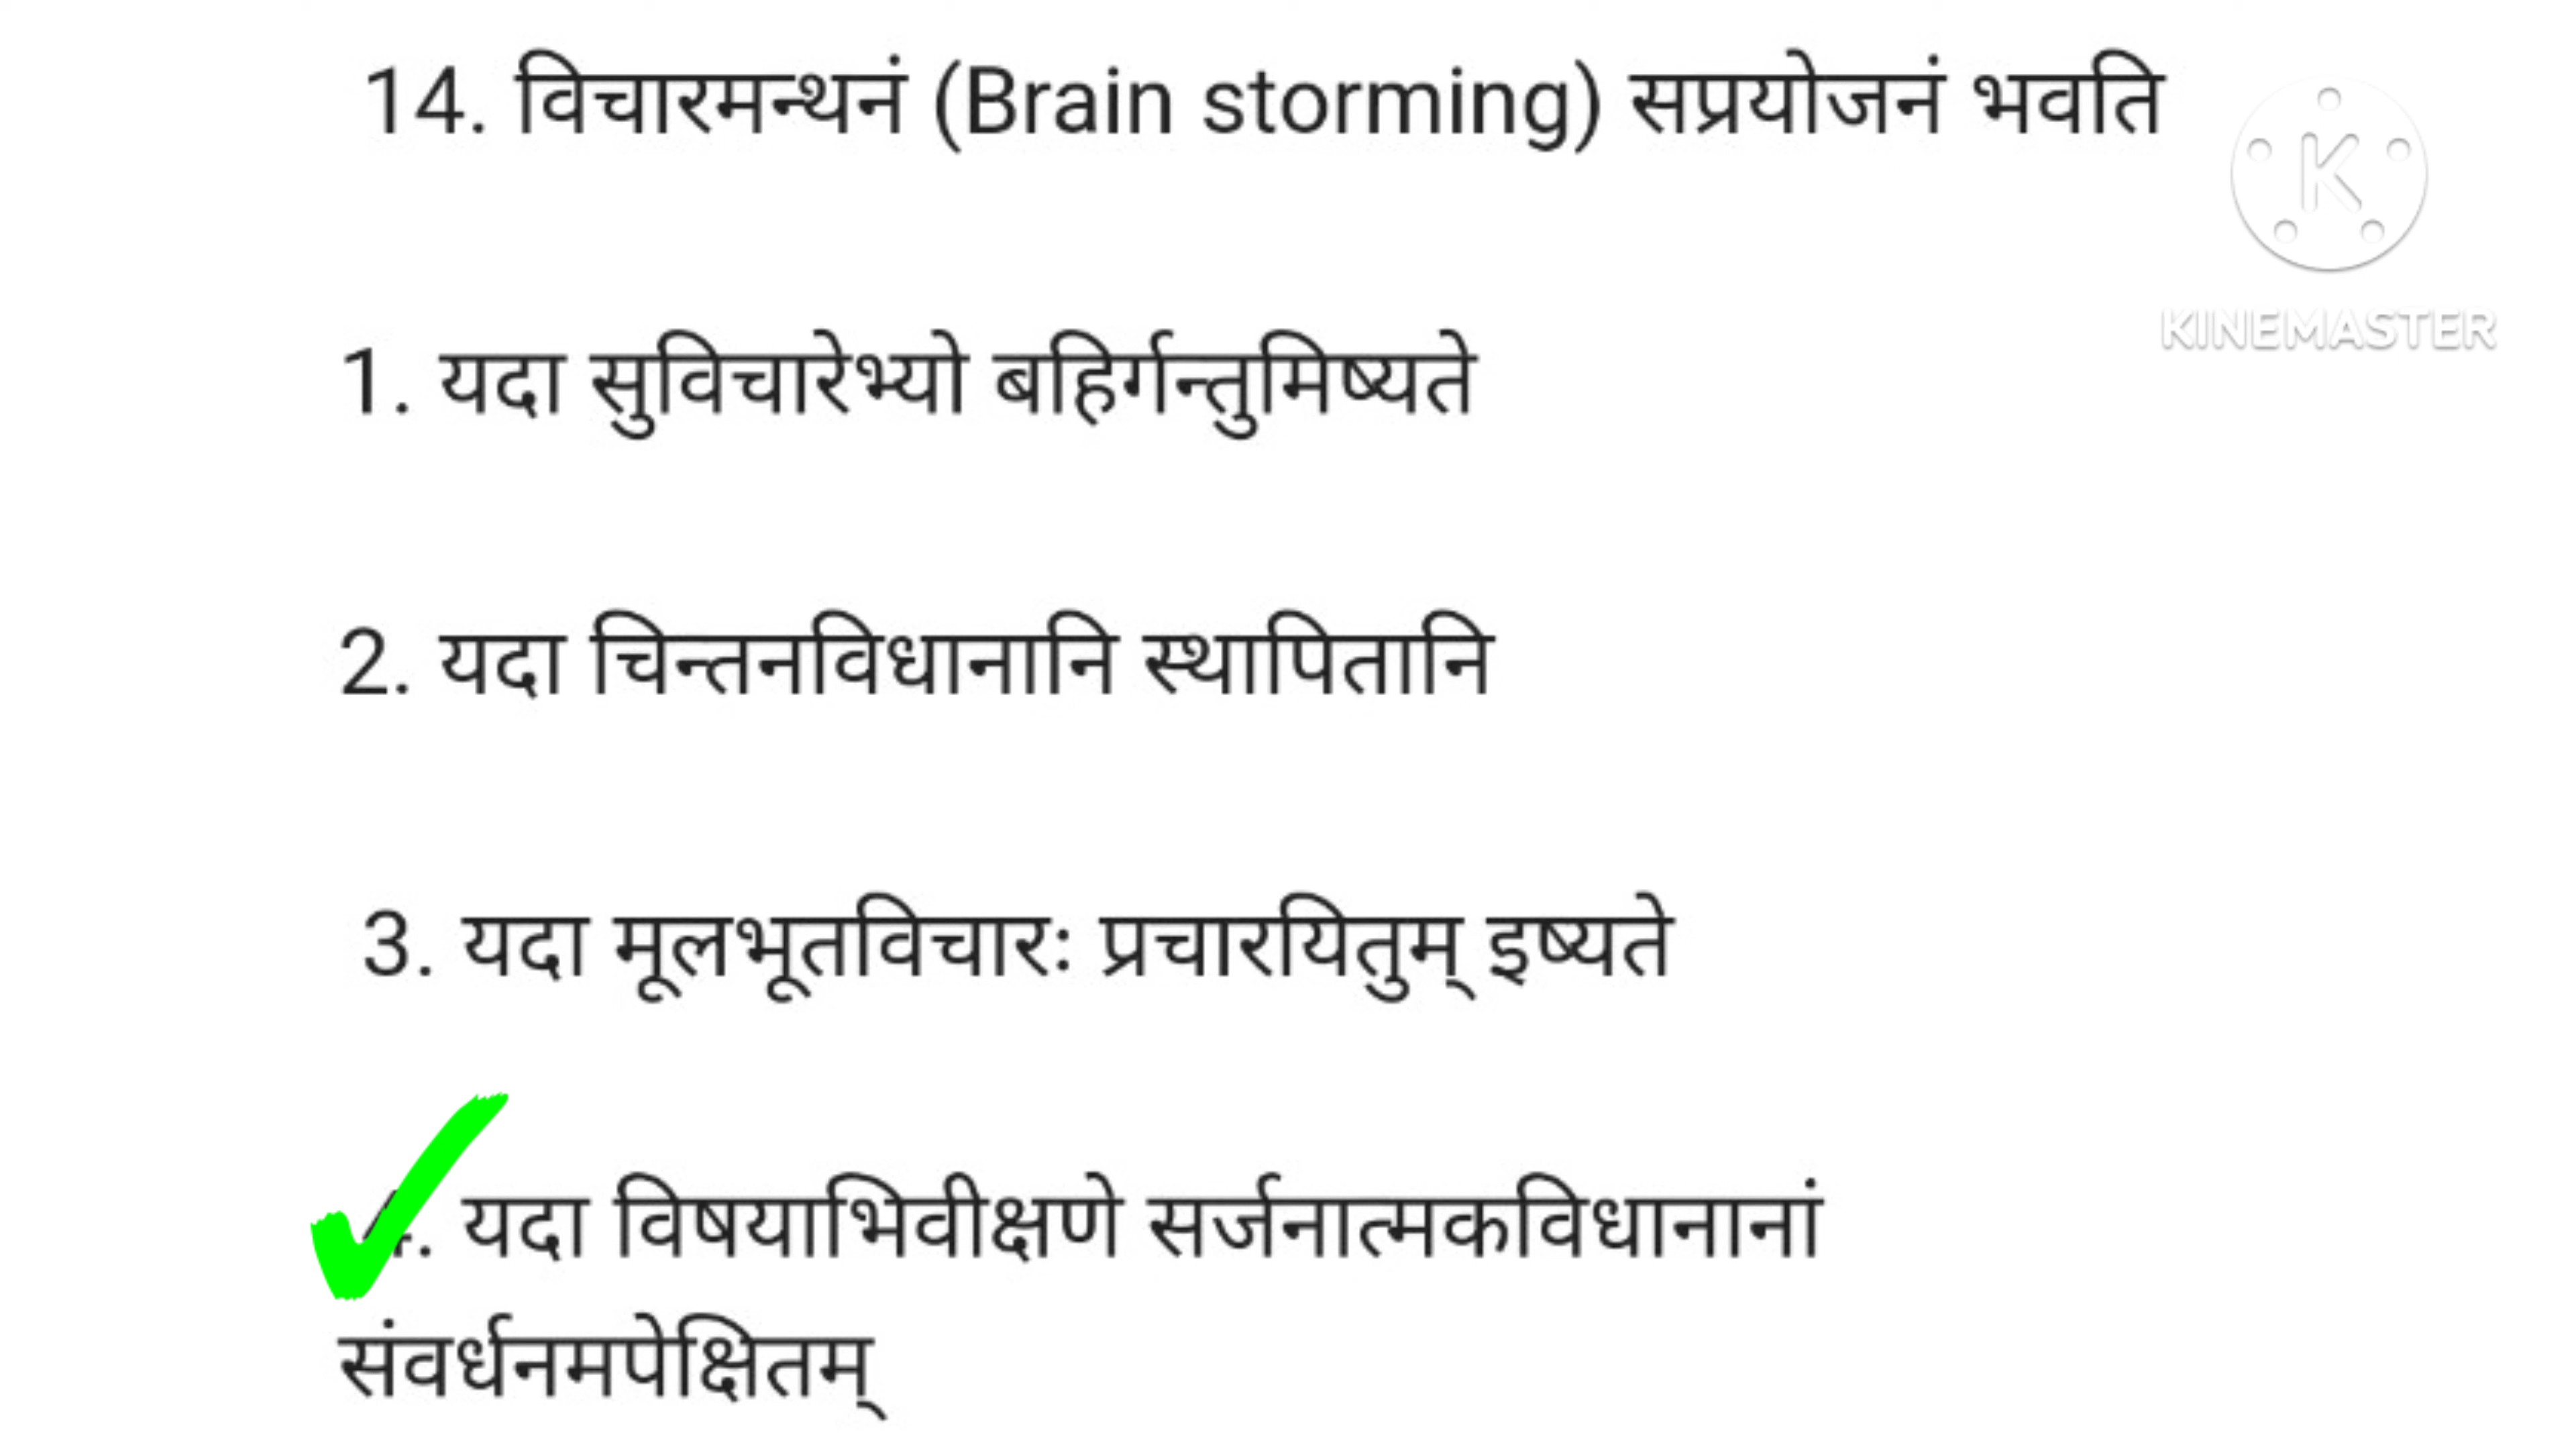 14. विचारमन्थनं (Brain storming) सप्रयोजनं भवति
K
KINEMASTER
1. यदा सुविचारेभ्यो बहिर्गन्तुमिष्यते
2. यदा चिन्तनविधानानि स्थापितानि
3. यदा मूलभूतविचारः प्रचारयितुम् इष्यते
4. यदा विषयाभिवीक्षणे सर्जनात्मकविधानानां
संवर्धनमपेक्षितम्